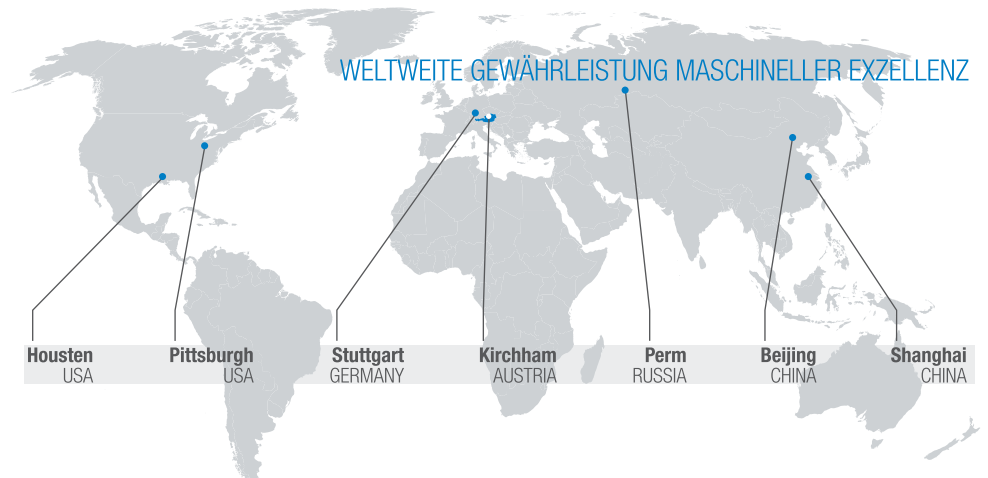 WELTWEITE GEWÄHRLEISTUNG MASCHINELLER EXZELLENZ
Housten
USA
Pittsburgh
USA
Stuttgart
GERMANY
Kirchham
AUSTRIA
Perm
RUSSIA
Beijing
CHINA
Shanghai
CHINA